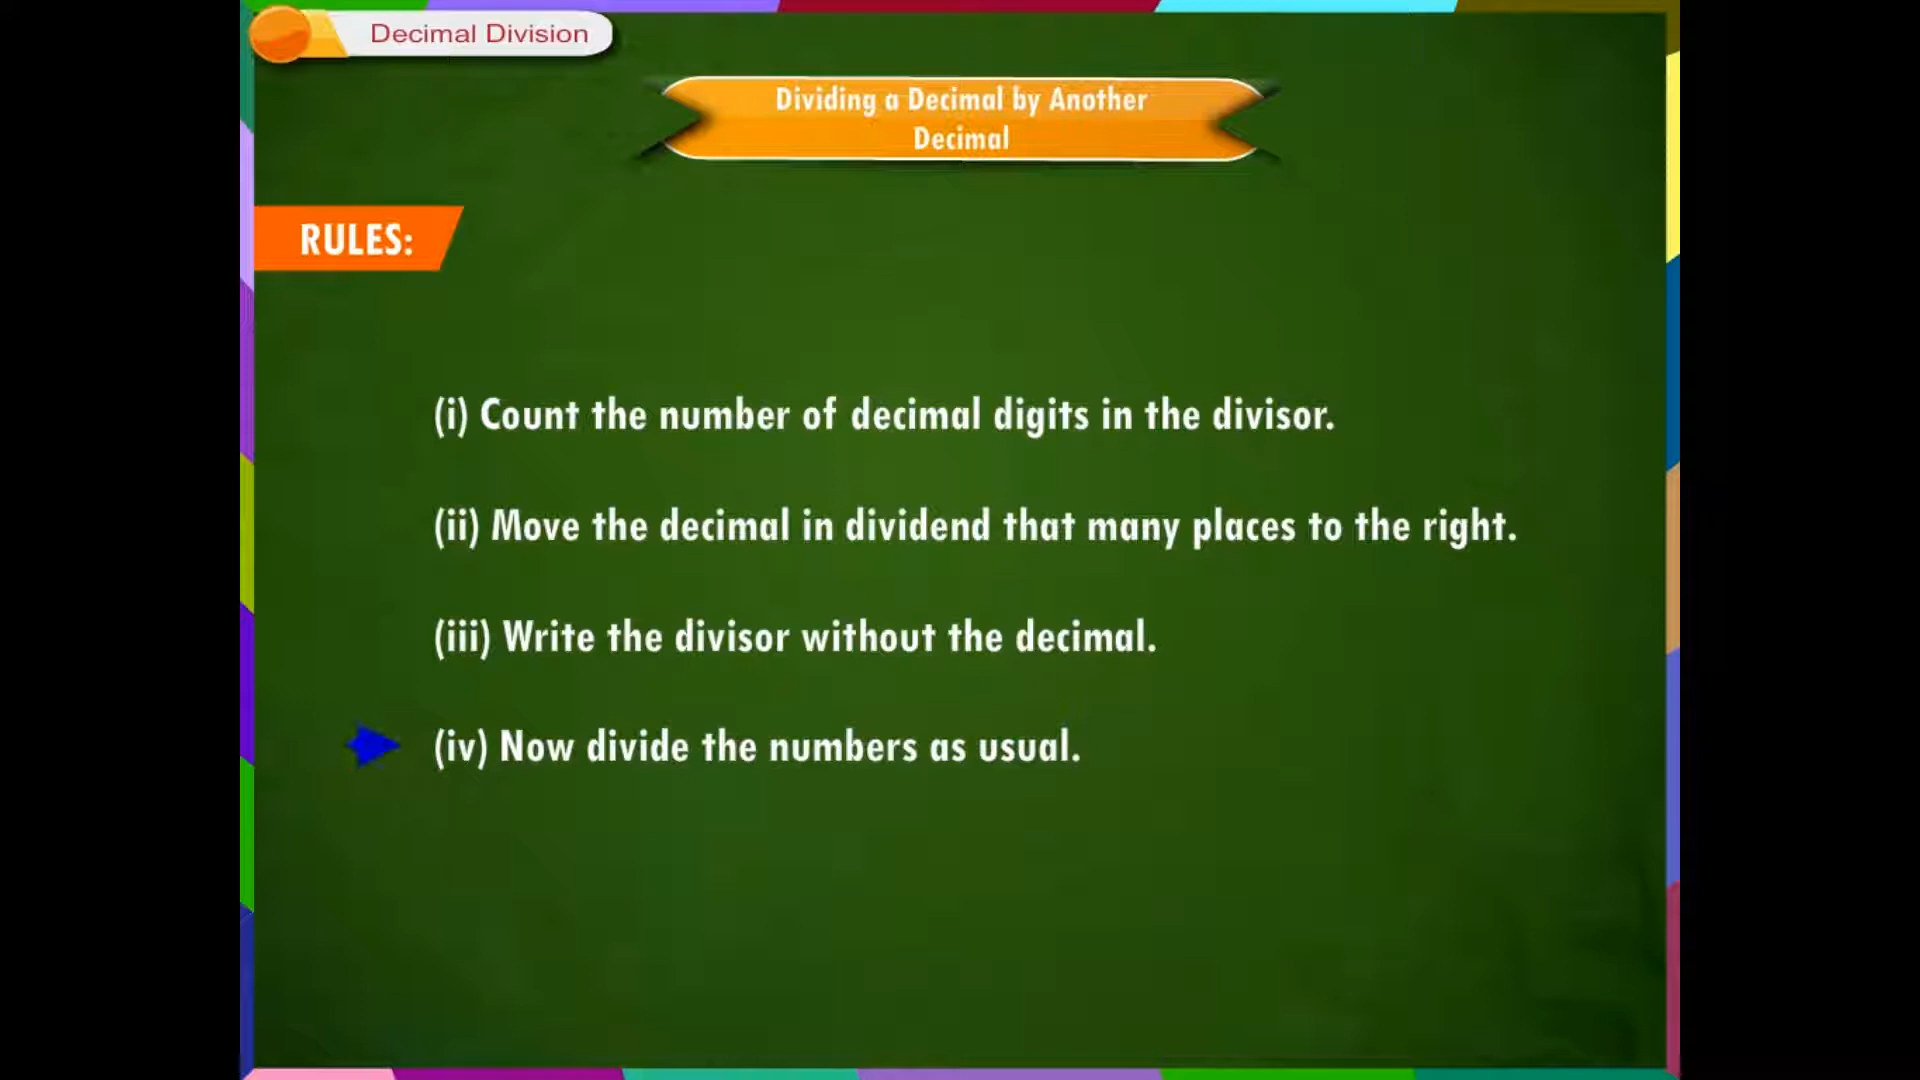 Decimal Division
Dividing a Decimal by Another
Decimal
RULES:
(i) Count the number of decimal digits in the divisor.
(ii) Move the decimal in dividend that many places to the right.
(iii) Write the divisor without the decimal.
(iv) Now divide the numbers as usual.